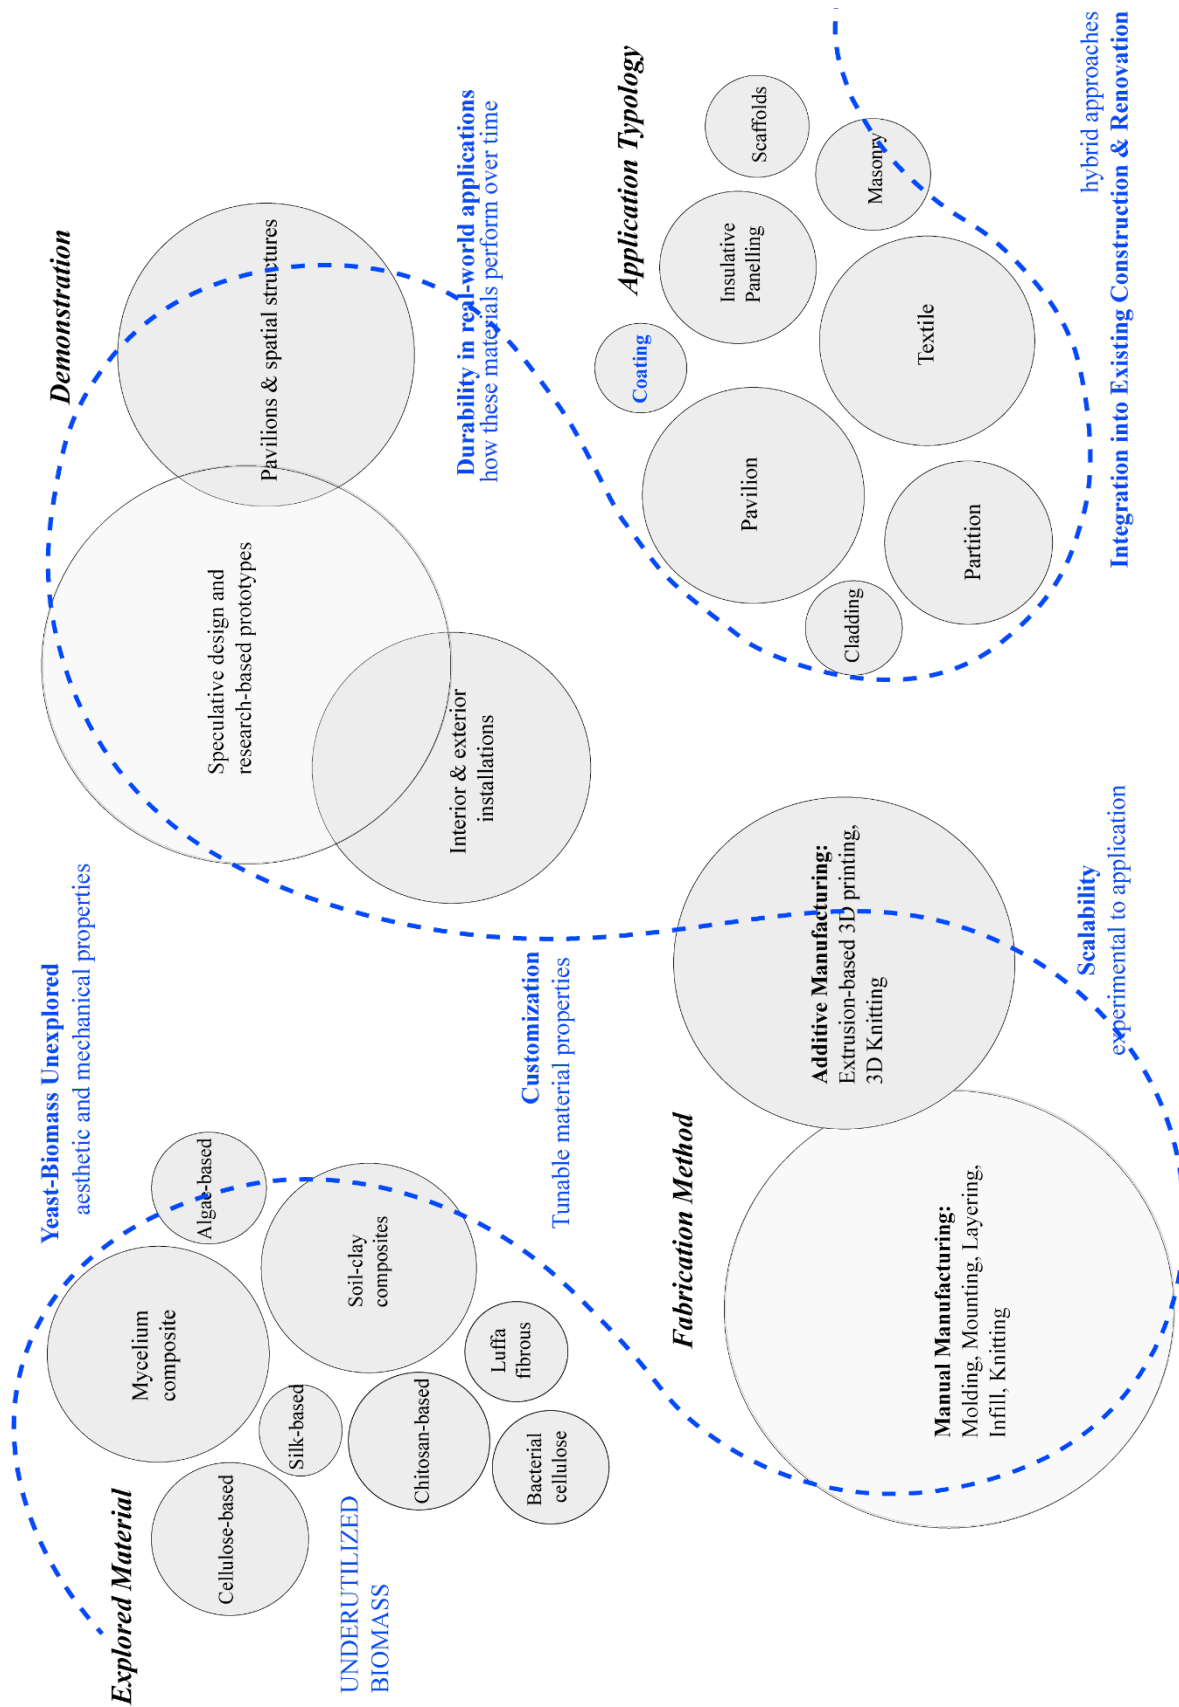 Explored Material
Cellulose-based
Mycelium
composite
Silk-based
Algae-based
Soil-clay
composites
Chitosan-based
Luffa
fibrous
Bacterial
cellulose
UNDERUTILIZED
BIOMASS
Yeast-Biomass Unexplored
aesthetic and mechanical properties
Customization
Tunable material properties
Demonstration
Speculative design and
research-based prototypes
Pavilions & spatial structures
Interior & exterior
installations
Durability in real-world applications
how these materials perform over time
Fabrication Method
Manual Manufacturing:
Molding, Mounting, Layering,
Infill, Knitting
Additive Manufacturing:
Extrusion-based 3D printing,
3D Knitting
Scalability
experimental to application
Application Typology
Coating
Insulative
Panelling
Scaffolds
Masonry
Pavilion
Textile
Cladding
Partition
hybrid approaches
Integration into Existing Construction & Renovation